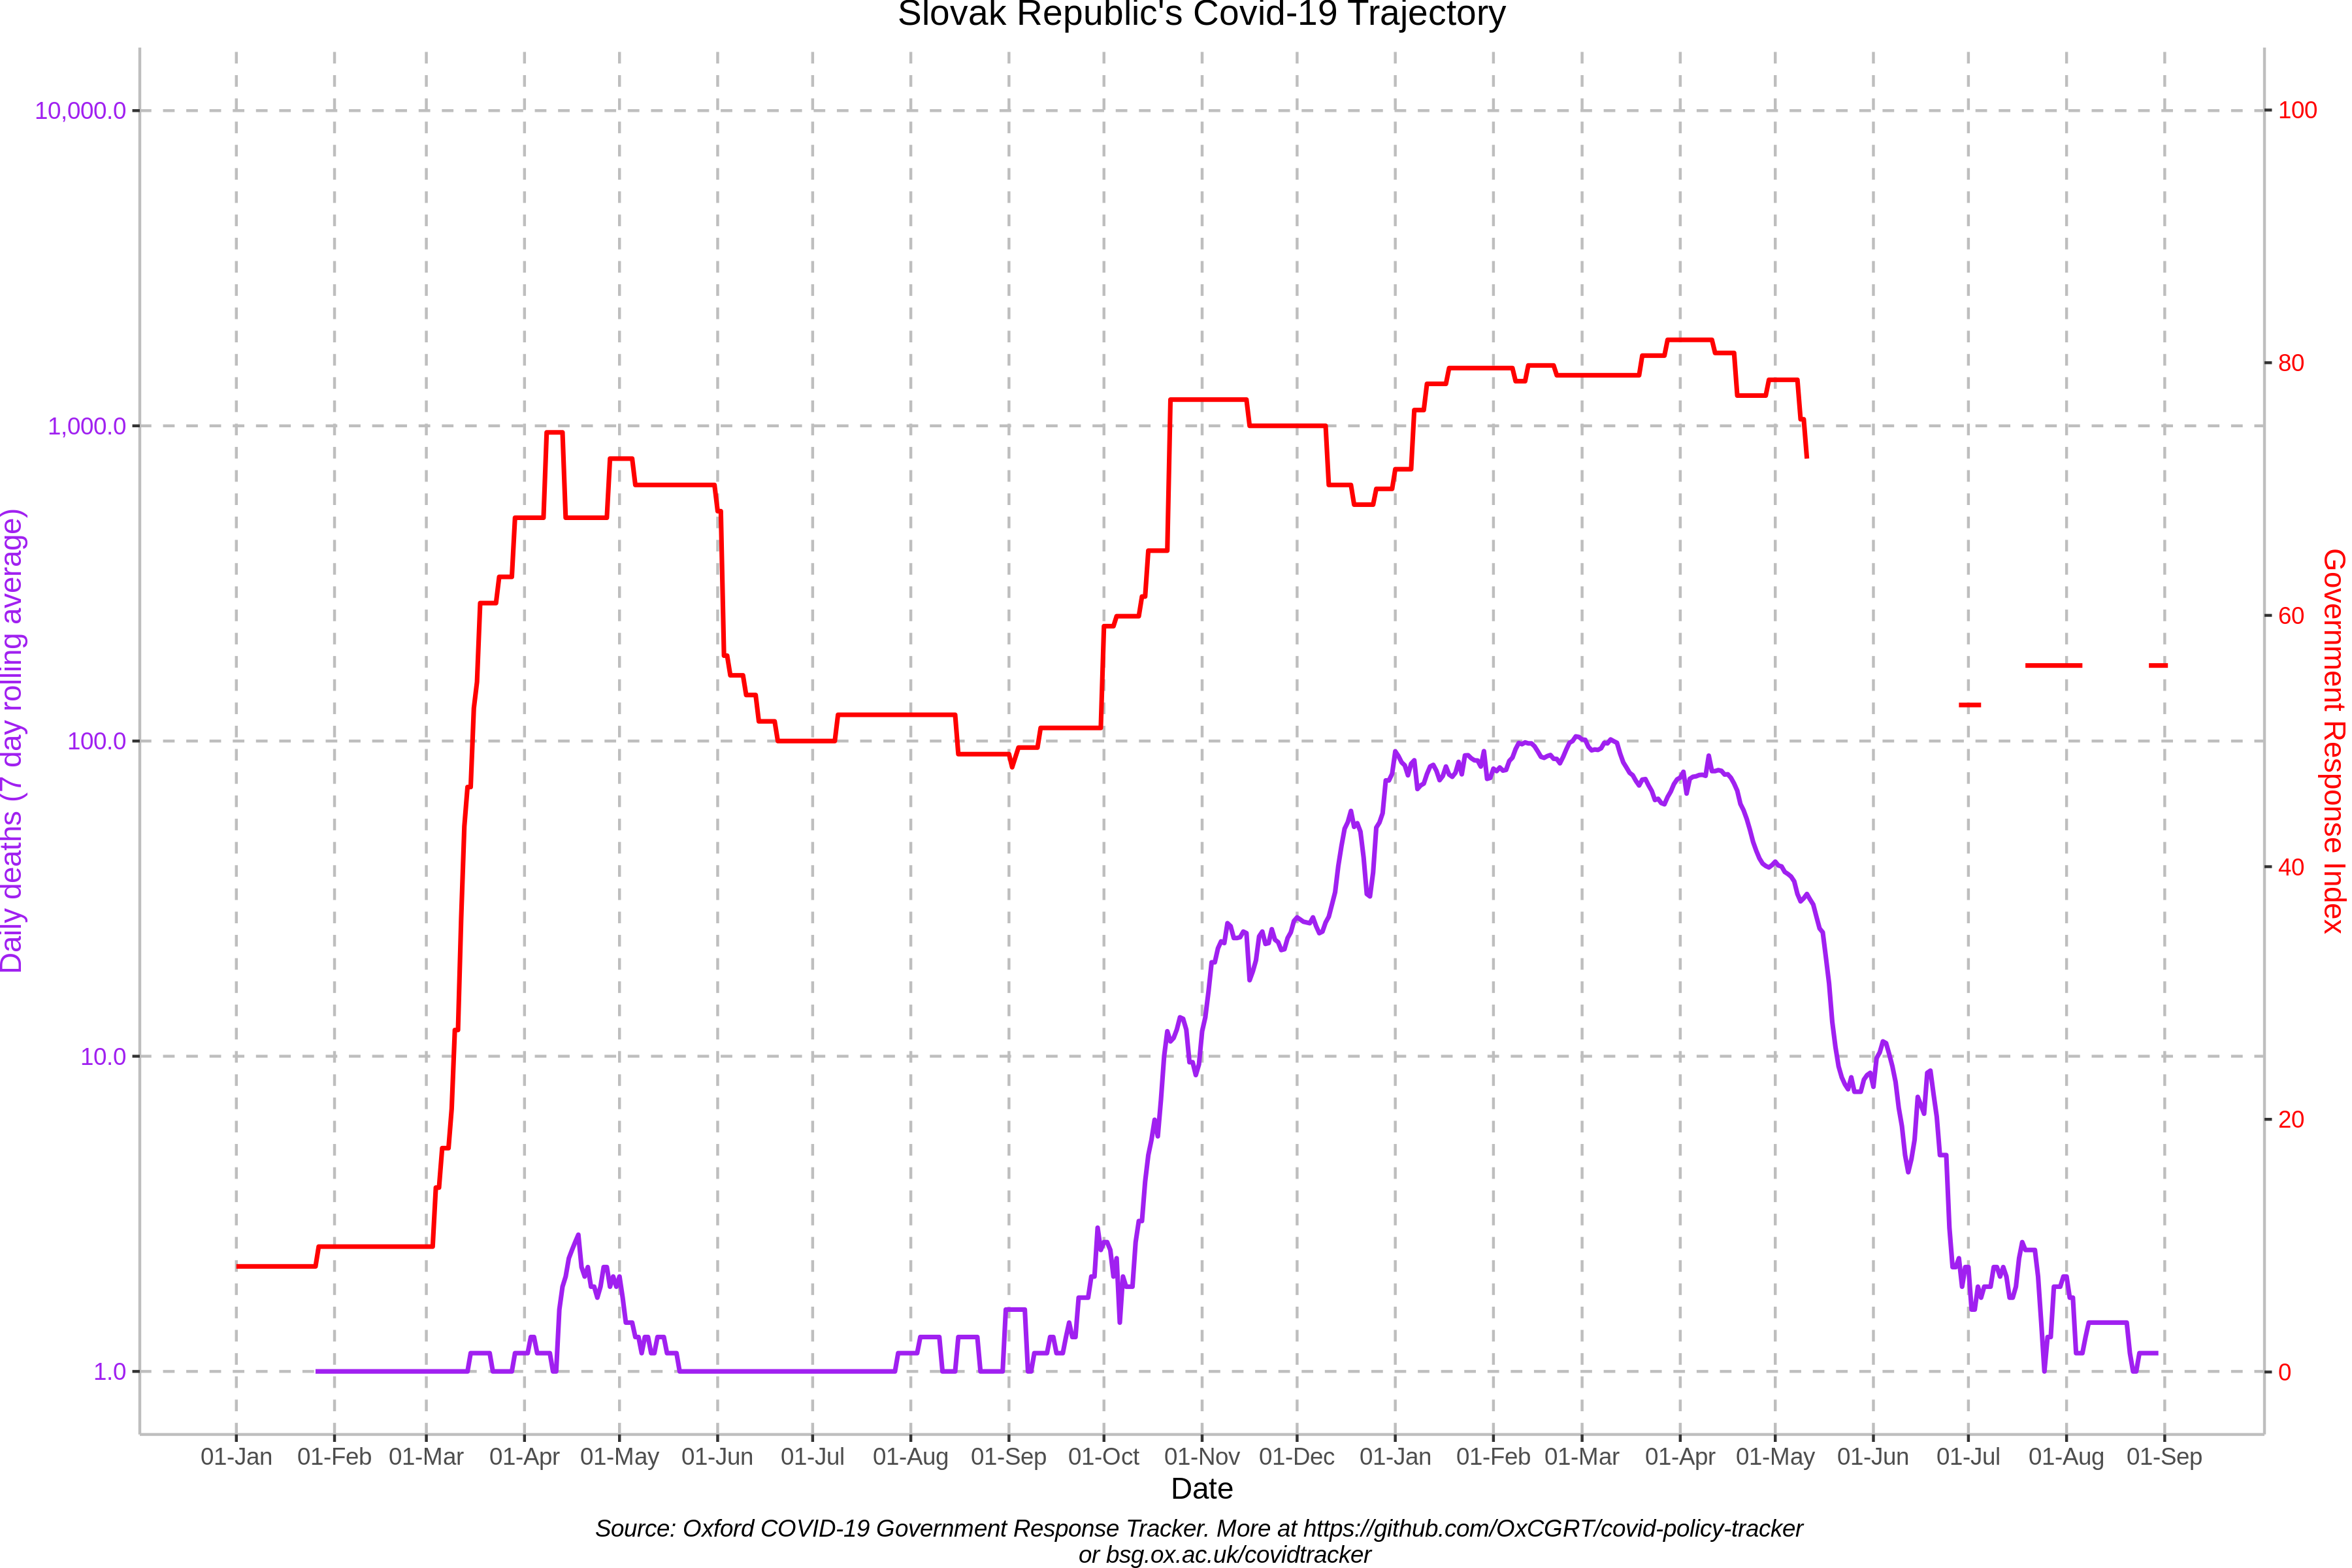 Slovak Republic's Covid-19 Trajectory
Daily deaths (7 day rolling average)
10,000.0
1,000.0
100.0
10.0
1.0
100
80
60
40
20
0
Government Response Index
01-Jan 01-Feb 01-Mar 01-Apr 01-May 01-Jun 01-Jul 01-Aug 01-Sep 01-Oct 01-Nov 01-Dec 01-Jan 01-Feb 01-Mar 01-Apr 01-May 01-Jun 01-Jul 01-Aug 01-Sep
Date
Source: Oxford COVID-19 Government Response Tracker. More at https://github.com/OxCGRT/covid-policy-tracker
or bsg.ox.ac.uk/covidtracker